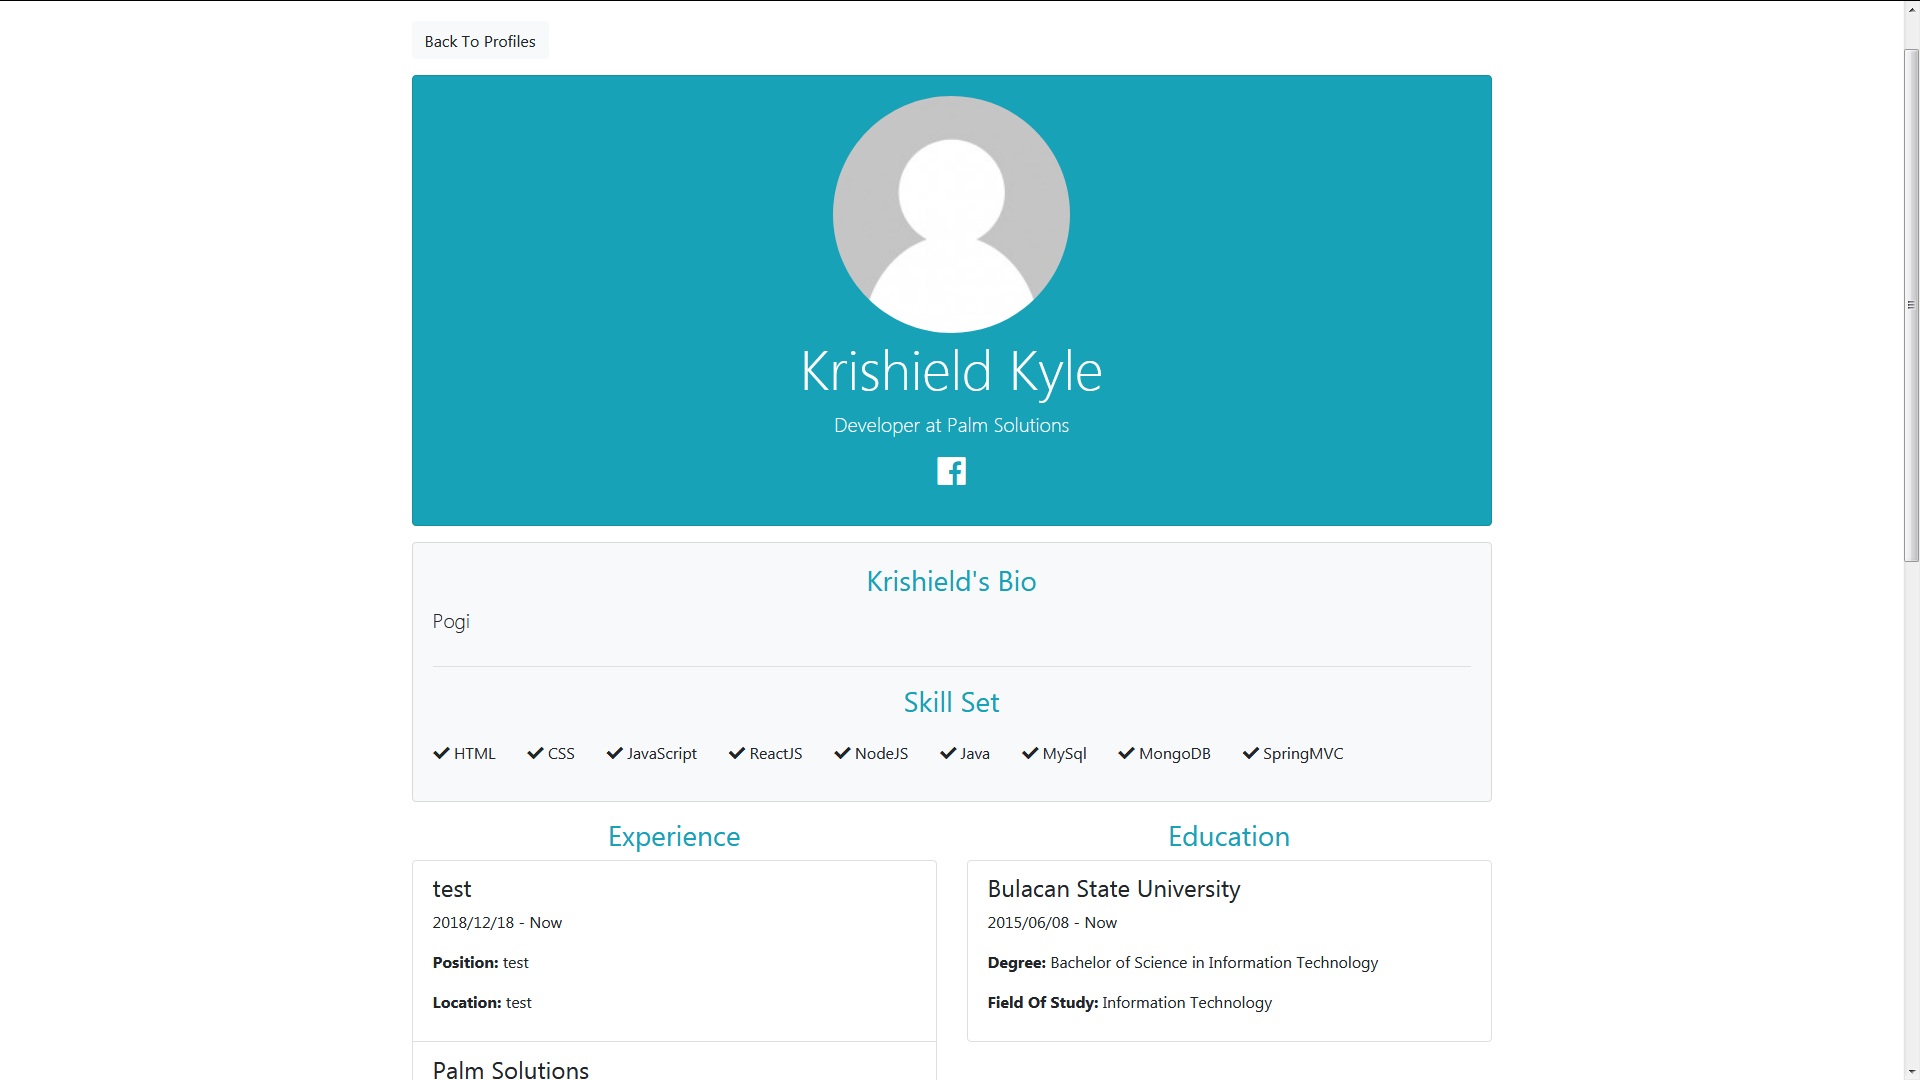 Back To Profiles
Krishield Kyle
Developer at Palm Solutions
Krishield's Bio
Pogi
Skill Set
HTML CSS JavaScript ReactJS NodeJS Java MySql MongoDB SpringMVC
Experience
test
2018/12/18 - Now
Position: test
Location: test
Palm Solutions
Education
Bulacan State University
2015/06/08 - Now
Degree: Bachelor of Science in Information Technology
Field Of Study: Information Technology